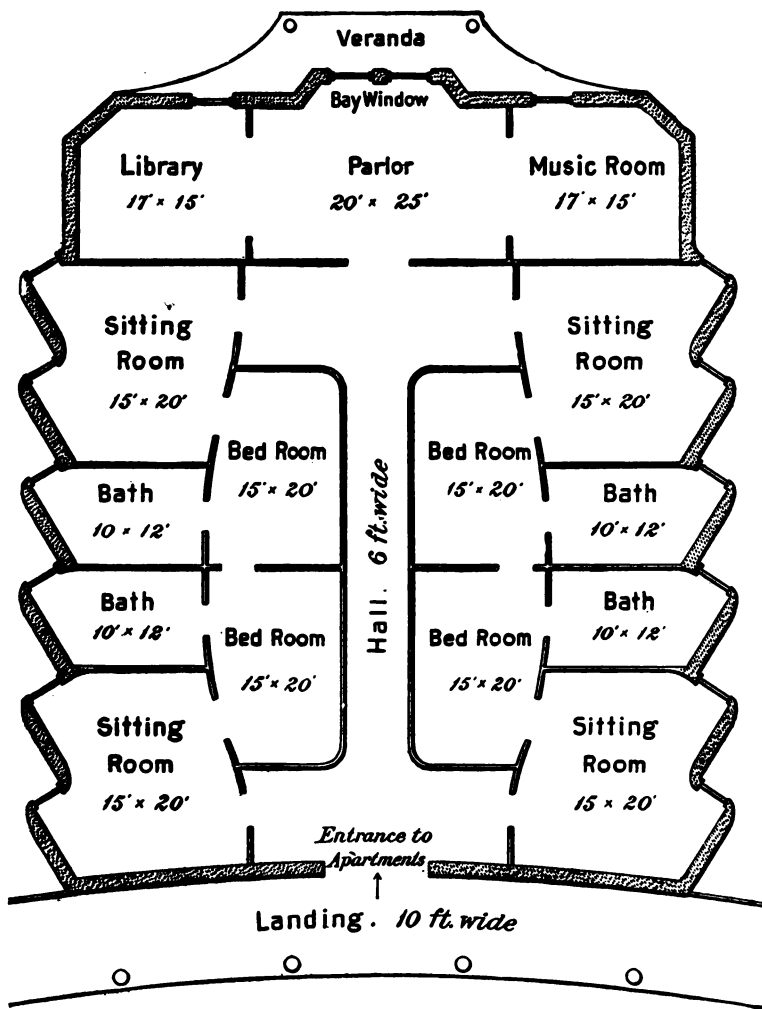 Veranda
Bay Window
Library
17' × 15'
Parlor
20' × 25'
Music Room
17' × 15'
Sitting
Room
15' × 20'
Sitting
Room
15' × 20'
Bed Room
15' × 20'
Bed Room
15' × 20'
Bath
10 × 12'
Hall. 6 ft. wide
Bath
10' × 12'
Bath
10' × 12'
Bed Room
15' × 20'
Bed Room
15' × 20'
Bath
10' × 12'
Sitting
Room
15' × 20'
Sitting
Room
15 × 20'
Entrance to
Apartments
Landing. 10 ft. wide